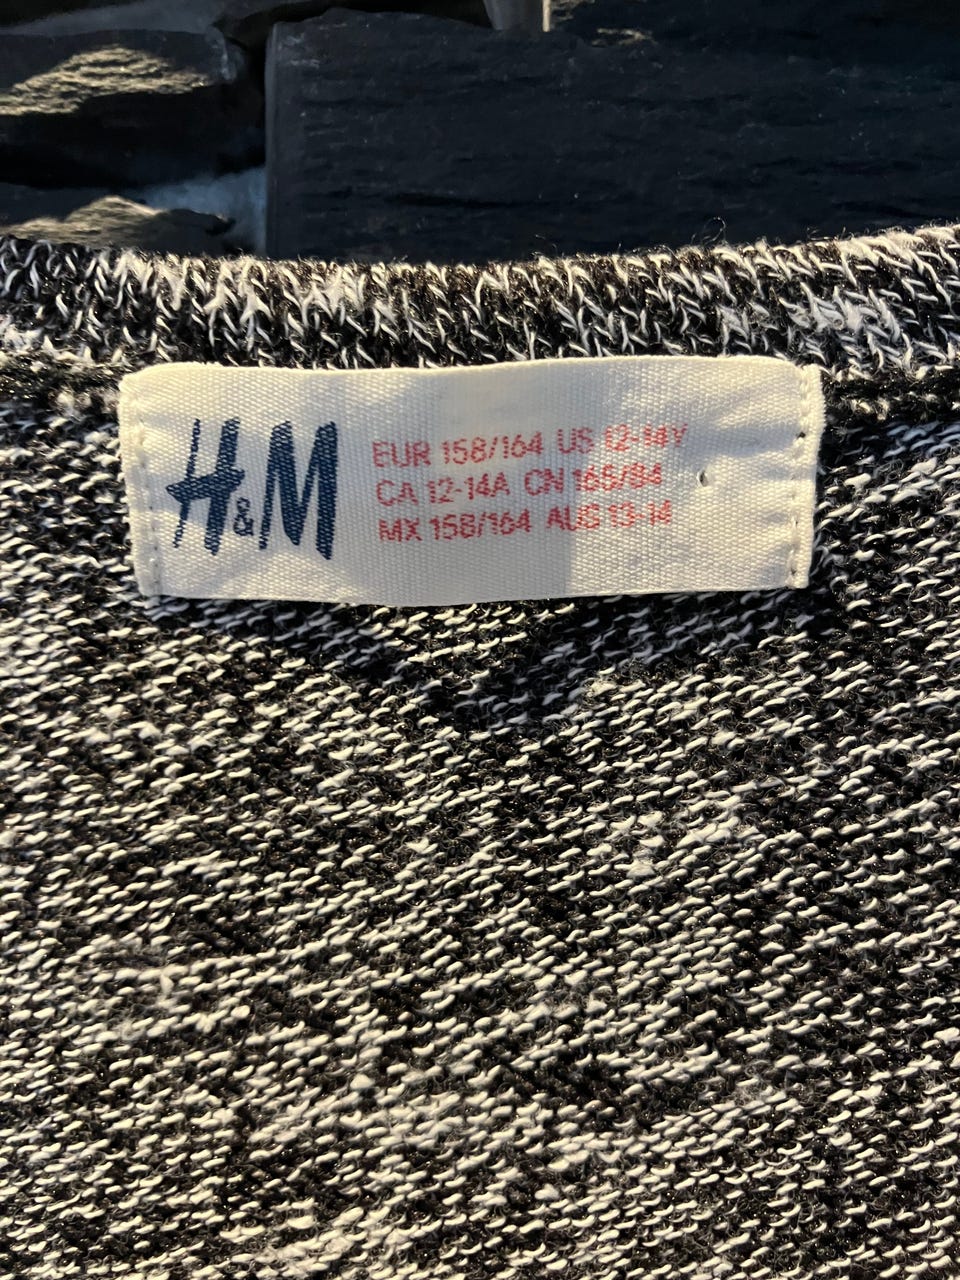 H&M
EUR 158/164 US 12-14Y
CA 12-14A CN 165/84
MX 158/164 AUS 13-14